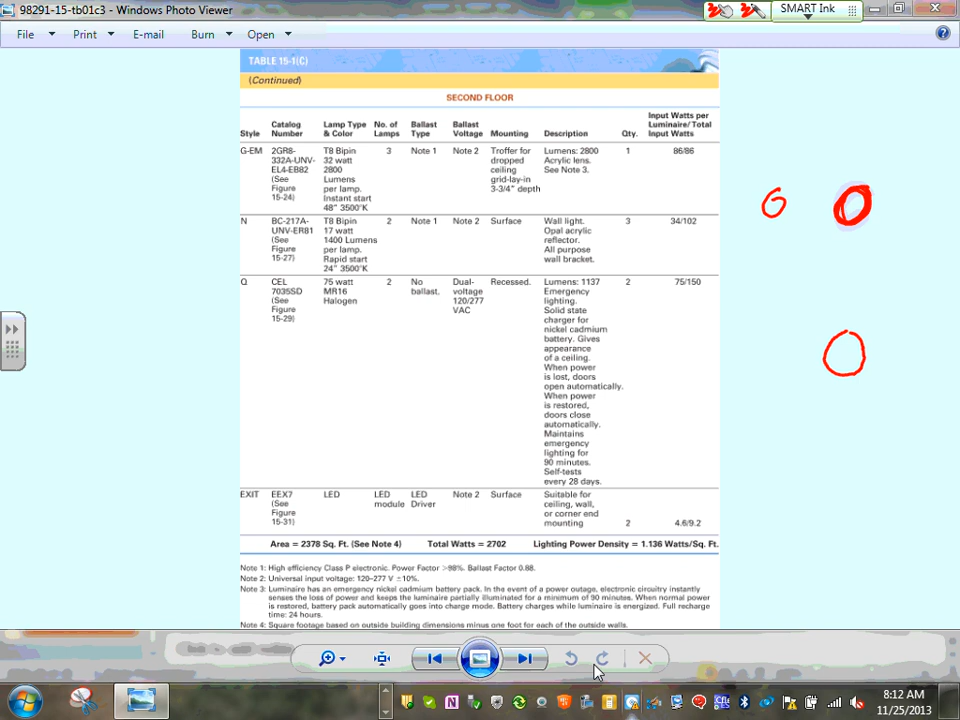 98291-15-tb01c3 - Windows Photo Viewer
SMART Ink
File Print E-mail Burn Open
TABLE 15-1(C)
(Continued)
SECOND FLOOR
Style Catalog Number Lamp Type & Color No. of Lamps Ballast Type Ballast Voltage Mounting Description Qty. Input Watts per Luminaire/Total Input Watts
G-EM 2GR8-332A-UNV-EL4-EB82 (See Figure 15-24) T8 Bipin 32 watt 2800 Lumens per lamp. Instant start 48" 3500°K 3 Note 1 Note 2 Troffer for dropped ceiling grid-lay-in 3-3/4" depth Lumens: 2800 Acrylic lens. See Note 3. 1 86/86
N BC-217A-UNV-ER81 (See Figure 15-27) T8 Bipin 17 watt 1400 Lumens per lamp. Rapid start 24" 3500°K 2 Note 1 Note 2 Surface Wall light. Opal acrylic reflector. All purpose wall bracket. 3 34/102
Q CEL 7035SD (See Figure 15-29) 75 watt MR16 Halogen 2 No ballast. Dual-voltage 120/277 VAC Recessed. Lumens: 1137 Emergency lighting. Solid state charger for nickel cadmium battery. Gives appearance of a ceiling. When power is lost, doors open automatically. When power is restored, doors close automatically. Maintains emergency lighting for 90 minutes. Self-tests every 28 days. 2 75/150
EXIT EEX7 (See Figure 15-31) LED LED module LED Driver Note 2 Surface Suitable for ceiling, wall, or corner end mounting 2 4.6/9.2
Area = 2378 Sq. Ft. (See Note 4) Total Watts = 2702 Lighting Power Density = 1.136 Watts/Sq. Ft.
Note 1: High efficiency Class P electronic. Power Factor >98%. Ballast Factor 0.88.
Note 2: Universal input voltage: 120–277 V ±10%.
Note 3: Luminaire has an emergency nickel cadmium battery pack. In the event of a power outage, electronic circuitry instantly
senses the loss of power and keeps the luminaire partially illuminated for a minimum of 90 minutes. When normal power
is restored, battery pack automatically goes into charge mode. Battery charges while luminaire is energized. Full recharge
time: 24 hours.
Note 4: Square footage based on outside building dimensions minus one foot for each of the outside walls.
8:12 AM
11/25/2013